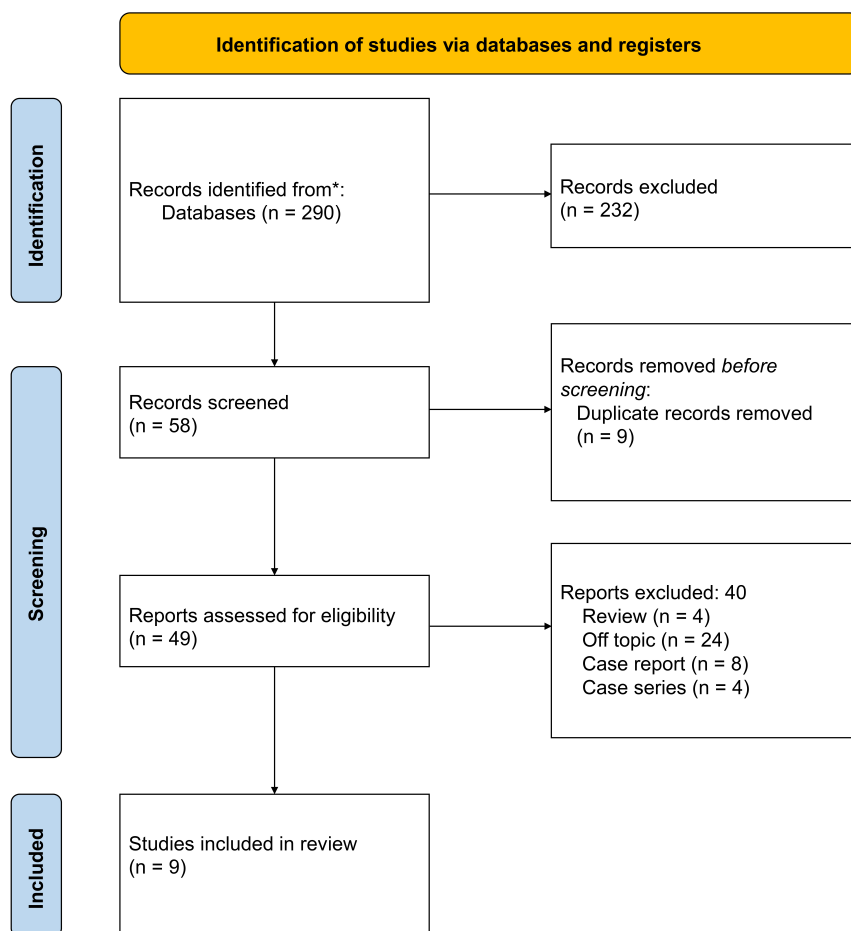 Identification of studies via databases and registers
Identification
Records identified from*:
Databases (n = 290)
Records excluded
(n = 232)
Screening
Records screened
(n = 58)
Records removed before
screening:
Duplicate records removed
(n = 9)
Reports assessed for eligibility
(n = 49)
Reports excluded: 40
Review (n = 4)
Off topic (n = 24)
Case report (n = 8)
Case series (n = 4)
Included
Studies included in review
(n = 9)